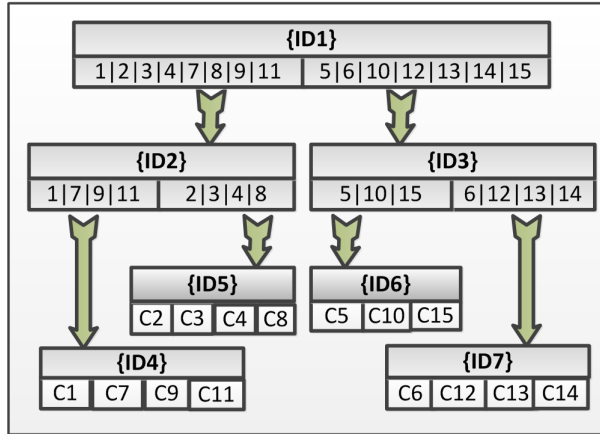 {ID1}
1|2|3|4|7|8|9|11 5|6|10|12|13|14|15
{ID2} {ID3}
1|7|9|11 2|3|4|8 5|10|15 6|12|13|14
{ID5} {ID6}
C2 C3 C4 C8 C5 C10 C15
{ID4} {ID7}
C1 C7 C9 C11 C6 C12 C13 C14